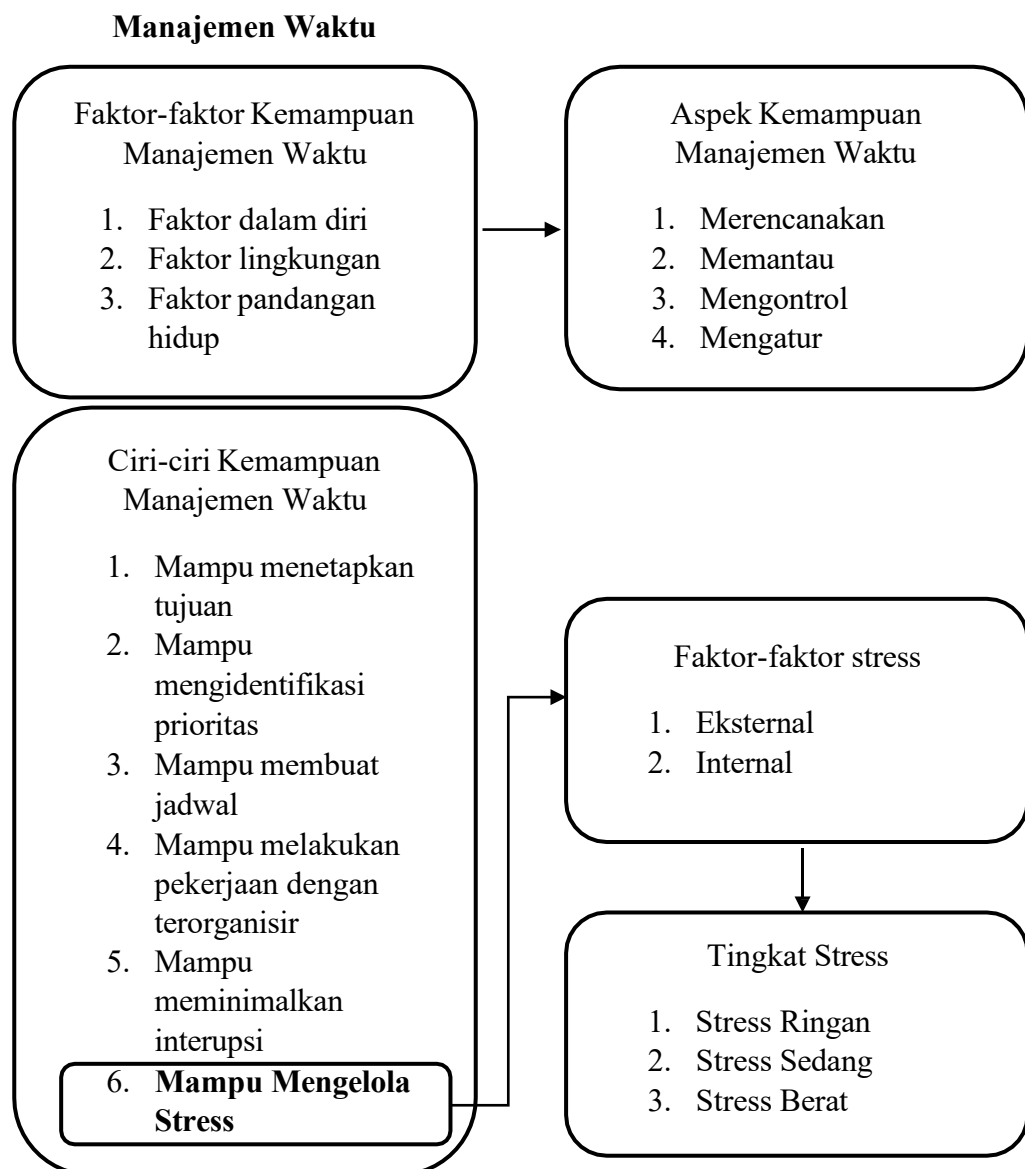 Manajemen Waktu
Faktor-faktor Kemampuan
Manajemen Waktu
1. Faktor dalam diri
2. Faktor lingkungan
3. Faktor pandangan
hidup
Aspek Kemampuan
Manajemen Waktu
1. Merencanakan
2. Memantau
3. Mengontrol
4. Mengatur
Ciri-ciri Kemampuan
Manajemen Waktu
1. Mampu menetapkan
tujuan
2. Mampu
mengidentifikasi
prioritas
3. Mampu membuat
jadwal
4. Mampu melakukan
pekerjaan dengan
terorganisir
5. Mampu
meminimalkan
interupsi
6. Mampu Mengelola
Stress
Faktor-faktor stress
1. Eksternal
2. Internal
Tingkat Stress
1. Stress Ringan
2. Stress Sedang
3. Stress Berat